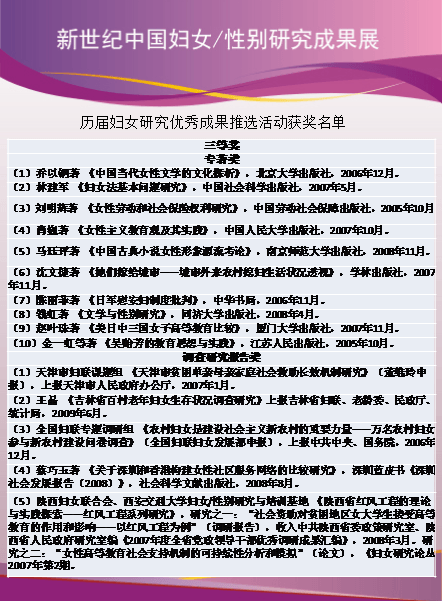 新世纪中国妇女/性别研究成果展
历届妇女研究优秀成果推选活动获奖名单
三等奖
专著类
（1）乔以钢著 《中国当代女性文学的文化探析》，北京大学出版社，2006年12月。
（2）林建军 《妇女法基本问题研究》，中国社会科学出版社，2007年5月。
（3）刘明辉著 《女性劳动和社会保险权利研究》，中国劳动社会保障出版社，2005年10月
（4）肖巍著 《女性主义教育观及其实践》，中国人民大学出版社，2007年10月。
（5）马珏玶著 《中国古典小说女性形象源流考论》，南京师范大学出版社，2008年11月。
（6）沈文捷著 《她们嫁给城市——城市外来农村媳妇生活状况透视》，学林出版社，2007
年11月。
（7）陈丽菲著 《日军慰安妇制度批判》，中华书局，2006年11月。
（8）钱虹著 《文学与性别研究》，同济大学出版社，2008年4月。
（9）赵叶珠著 《美日中三国女子高等教育比较》，厦门大学出版社，2007年11月。
（10）金一虹等著 《吴贻芳的教育思想与实践》，江苏人民出版社，2005年10月。
调查研究报告类
（1）天津市妇联课题组 《天津市贫困单亲母亲家庭社会救助长效机制研究》（董维玲申
报），上报天津市人民政府办公厅，2007年1月。
（2）王晶 《吉林省百村老年妇女生存状况调查研究》上报吉林省妇联、老龄委、民政厅、
统计局，2009年6月。
（3）全国妇联专题调研组 《农村妇女是建设社会主义新农村的重要力量——万名农村妇女
参与新农村建设问卷调查》（全国妇联妇女发展部申报），上报中共中央、国务院，2006年
12月。
（4）蔡巧玉著 《关于深圳和香港构建女性社区服务网络的比较研究》，深圳蓝皮书《深圳
社会发展报告（2008）》，社会科学文献出版社，2008年8月。
（5）陕西妇女联合会、西安交通大学妇女/性别研究与培训基地 《陕西省红凤工程的理论
与实践探索——红凤工程系列研究》，研究之一：“社会资助对贫困地区女大学生接受高等
教育的作用和影响——以红凤工程为例”（调研报告），收入中共陕西省委政策研究室、陕
西省人民政府研究室编《2007年度全省党政领导干部优秀调研成果汇编》，2008年3月。研
究之二：“女性高等教育社会支持机制的可持续性分析和模拟”（论文），《妇女研究论丛
2007年第2期。